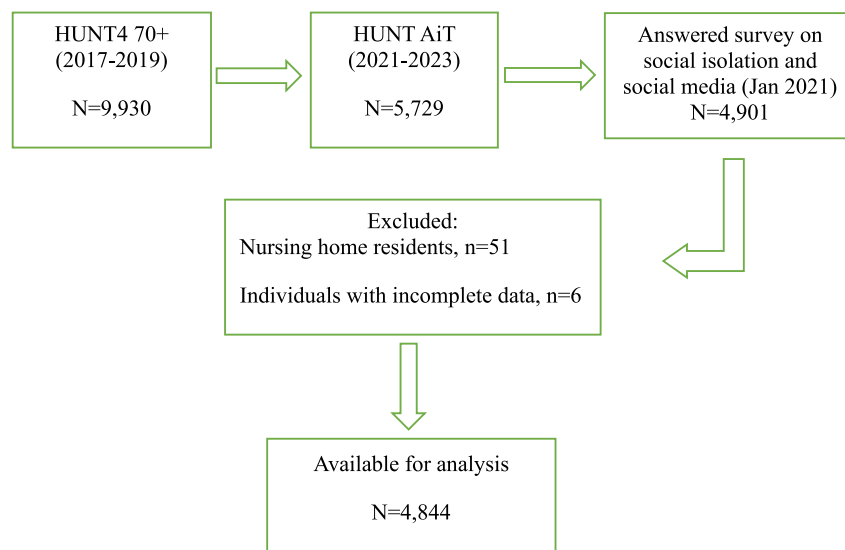 HUNT4 70+
(2017-2019)
N=9,930
HUNT AiT
(2021-2023)
N=5,729
Answered survey on
social isolation and
social media (Jan 2021)
N=4,901
Excluded:
Nursing home residents, n=51
Individuals with incomplete data, n=6
Available for analysis
N=4,844